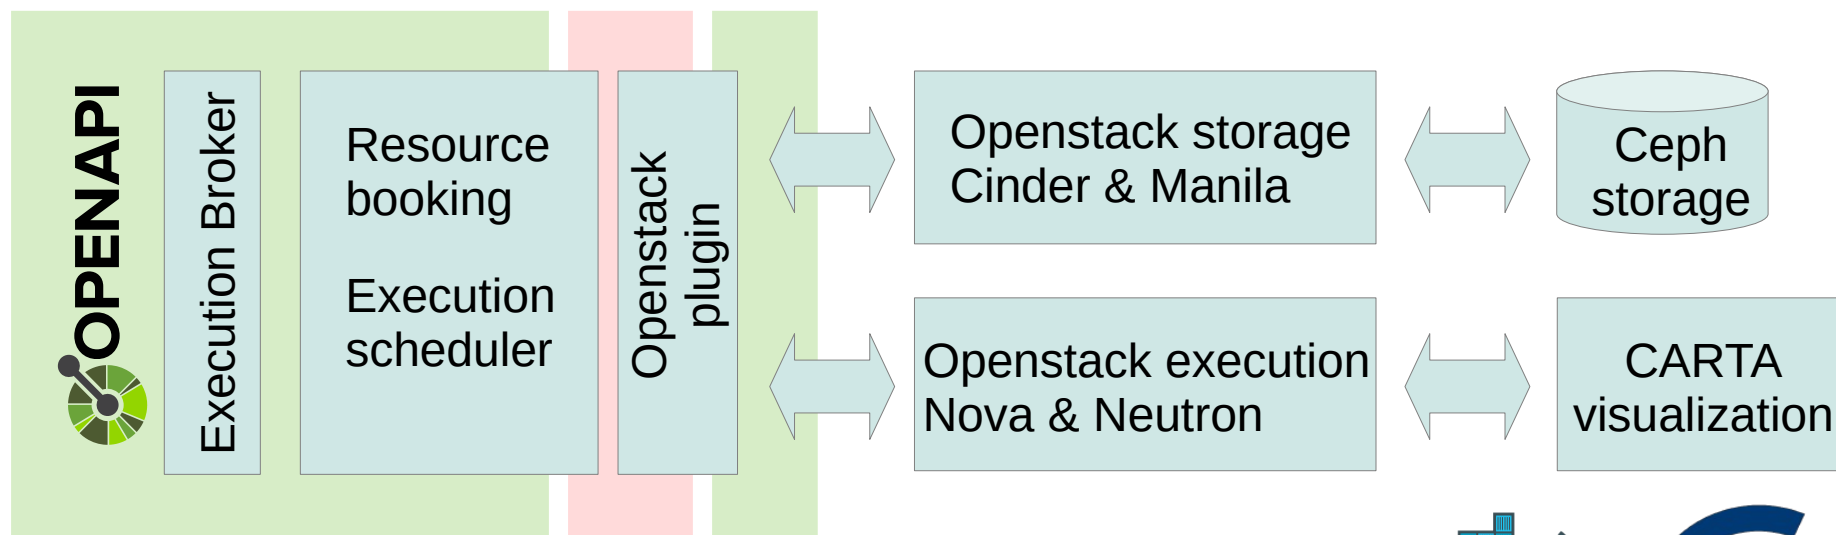 OPENAPI
Execution Broker
Resource
booking
Execution
scheduler
Openstack
plugin
Openstack storage
Cinder & Manila
Ceph
storage
Openstack execution
Nova & Neutron
CARTA
visualization